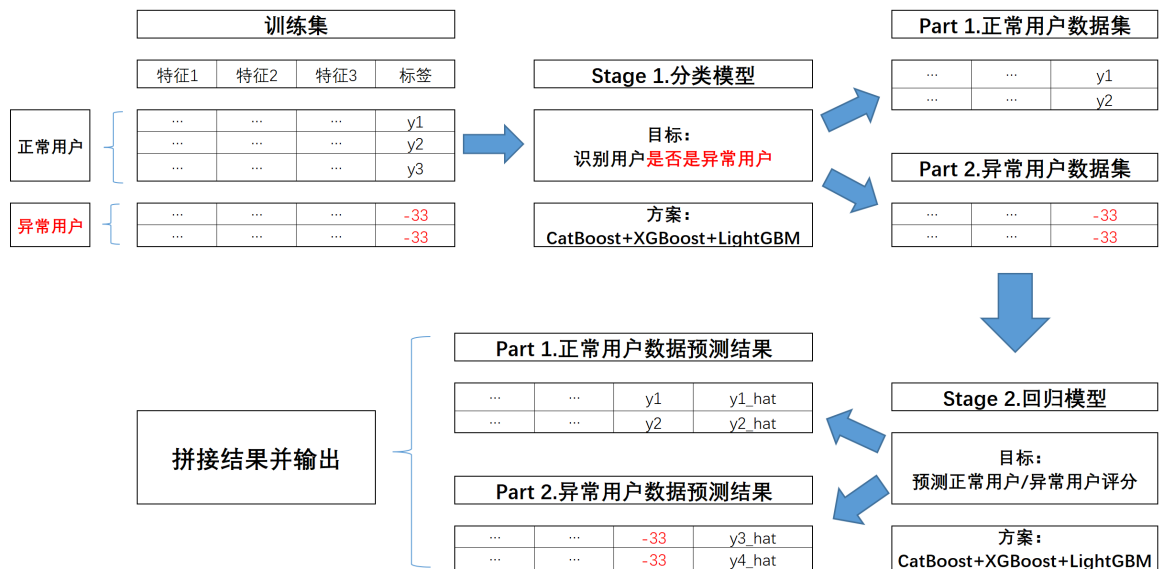 训练集
特征1 特征2 特征3 标签
正常用户
... ... ... y1
... ... ... y2
... ... ... y3
异常用户
... ... ... -33
... ... ... -33
Stage 1.分类模型
目标：
识别用户是否是异常用户
方案：
CatBoost+XGBoost+LightGBM
Part 1.正常用户数据集
... ... y1
... ... y2
Part 2.异常用户数据集
... ... -33
... ... -33
Stage 2.回归模型
目标：
预测正常用户/异常用户评分
方案：
CatBoost+XGBoost+LightGBM
Part 1.正常用户数据预测结果
... ... y1 y1_hat
... ... y2 y2_hat
Part 2.异常用户数据预测结果
... ... -33 y3_hat
... ... -33 y4_hat
拼接结果并输出